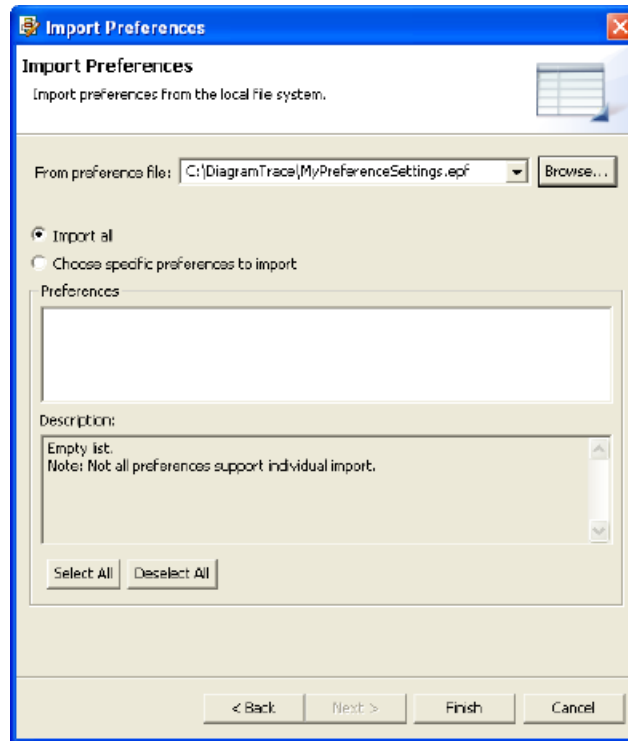 Import Preferences
Import Preferences
Import preferences from the local file system.
From preference file: C:\DiagramTrace\MyPreferenceSettings.epf Browse...
Import all
Choose specific preferences to import
Preferences
Description:
Empty list.
Note: Not all preferences support individual import.
Select All Deselect All
< Back Next > Finish Cancel